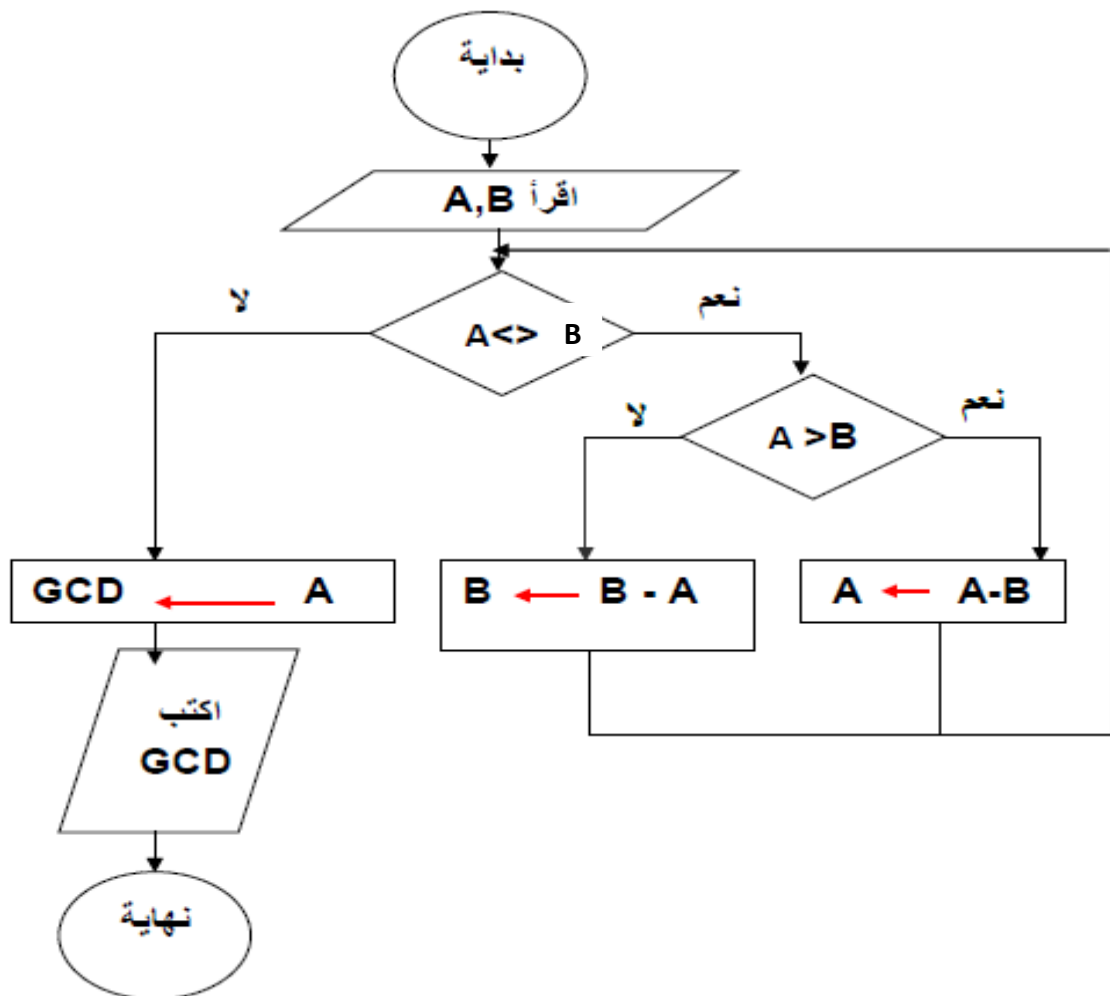 بداية
اقرأ A,B
A<> B
لا
نعم
A >B
لا
نعم
GCD ← A
B ← B - A
A ← A-B
اكتب
GCD
نهاية